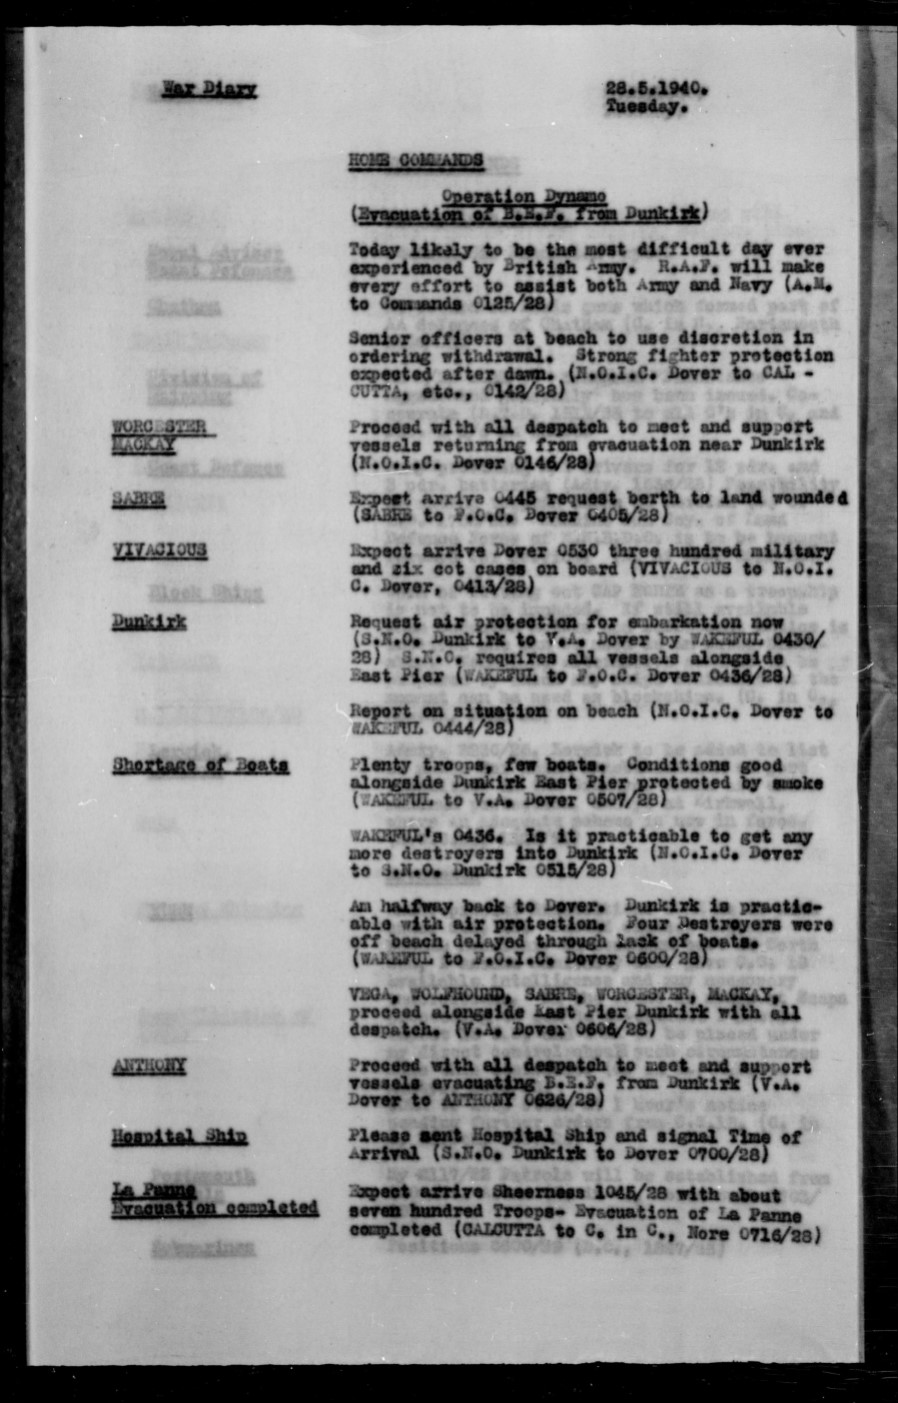 War Diary
28.5.1940.
Tuesday.
HOME COMMANDS
Operation Dynamo
(Evacuation of B.E.F. from Dunkirk)
Today likely to be the most difficult day ever
experienced by British Army. R.A.F. will make
every effort to assist both Army and Navy (A.M.
to Commands 0125/28)
Senior officers at beach to use discretion in
ordering withdrawal. Strong fighter protection
expected after dawn. (N.O.I.C. Dover to CAL -
CUTTA, etc., 0142/28)
WORCESTER
MACKAY
Proceed with all despatch to meet and support
vessels returning from evacuation near Dunkirk
(N.O.I.C. Dover 0146/28)
SABRE
Expect arrive 0445 request berth to land wounded
(SABRE to F.O.C. Dover 0405/28)
VIVACIOUS
Expect arrive Dover 0530 three hundred military
and six cot cases on board (VIVACIOUS to N.O.I.
C. Dover, 0413/28)
Dunkirk
Request air protection for embarkation now
(S.N.O. Dunkirk to V.A. Dover by WAKEFUL 0430/
28) S.N.O. requires all vessels alongside
East Pier (WAKEFUL to F.O.C. Dover 0436/28)
Report on situation on beach (N.O.I.C. Dover to
WAKEFUL 0444/28)
Shortage of Boats
Plenty troops, few boats. Conditions good
alongside Dunkirk East Pier protected by smoke
(WAKEFUL to V.A. Dover 0507/28)
WAKEFUL's 0436. Is it practicable to get any
more destroyers into Dunkirk (N.O.I.C. Dover
to S.N.O. Dunkirk 0515/28)
Am halfway back to Dover. Dunkirk is practic-
able with air protection. Four Destroyers were
off beach delayed through lack of boats.
(WAKEFUL to F.O.I.C. Dover 0600/28)
VEGA, WOLFHOUND, SABRE, WORCESTER, MACKAY,
proceed alongside East Pier Dunkirk with all
despatch. (V.A. Dover 0606/28)
ANTHONY
Proceed with all despatch to meet and support
vessels evacuating B.E.F. from Dunkirk (V.A.
Dover to ANTHONY 0626/28)
Hospital Ship
Please sent Hospital Ship and signal Time of
Arrival (S.N.O. Dunkirk to Dover 0700/28)
La Panne
Evacuation completed
Expect arrive Sheerness 1045/28 with about
seven hundred Troops- Evacuation of La Panne
completed (CALCUTTA to C. in C., Nore 0716/28)